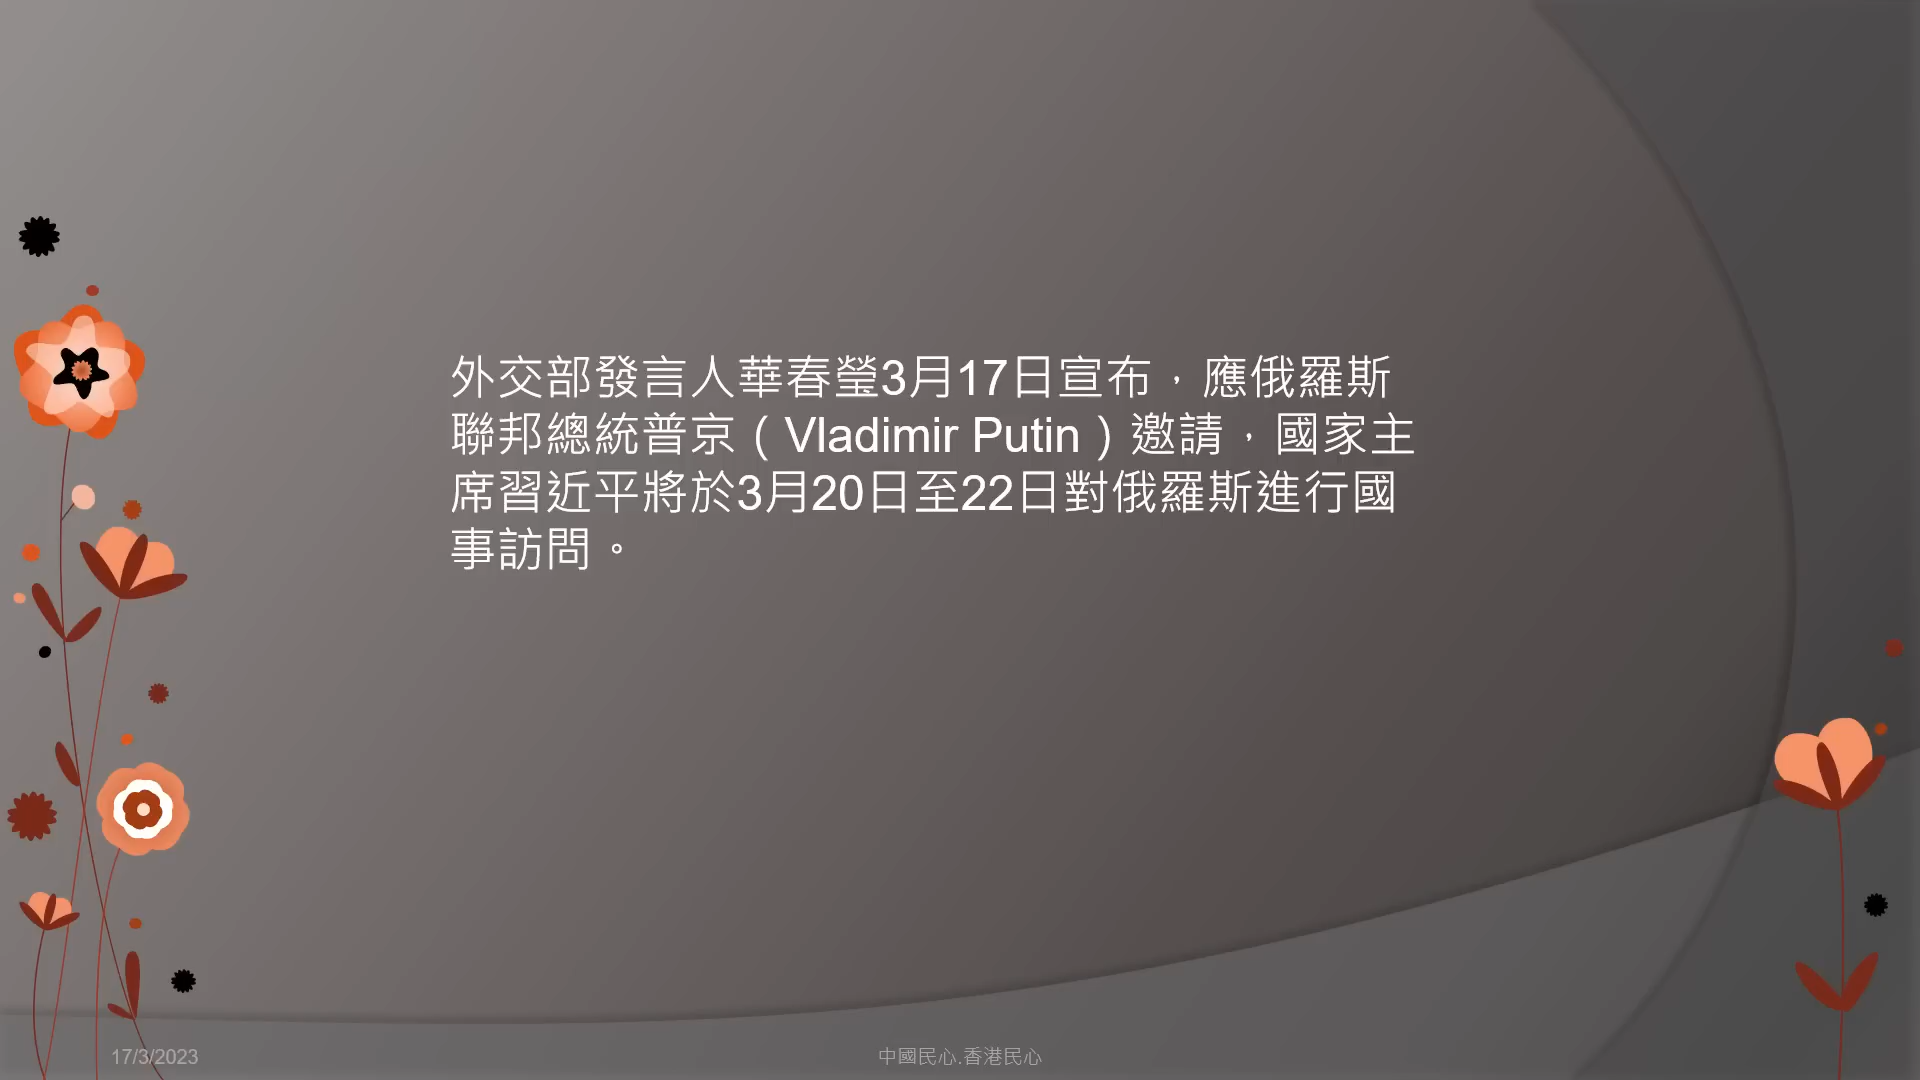 外交部發言人華春瑩3月17日宣布，應俄羅斯
聯邦總統普京（Vladimir Putin）邀請，國家主
席習近平將於3月20日至22日對俄羅斯進行國
事訪問。
17/3/2023
中國民心.香港民心